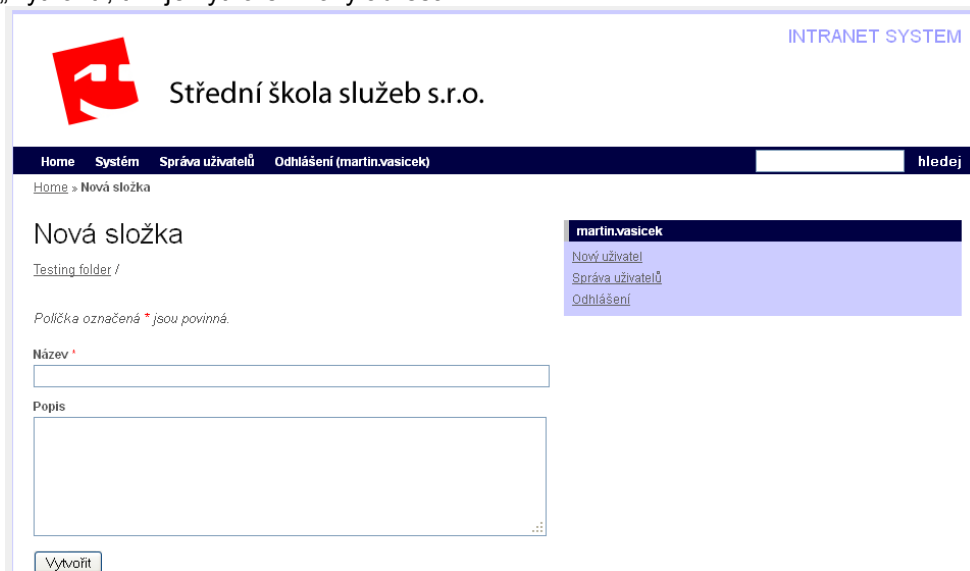 INTRANET SYSTEM
Střední škola služeb s.r.o.
Home Systém Správa uživatelů Odhlášení (martin.vasicek) hledej
Home » Nová složka
Nová složka
Testing folder /
Políčka označená * jsou povinná.
Název *
Popis
Vytvořit
martin.vasicek
Nový uživatel
Správa uživatelů
Odhlášení